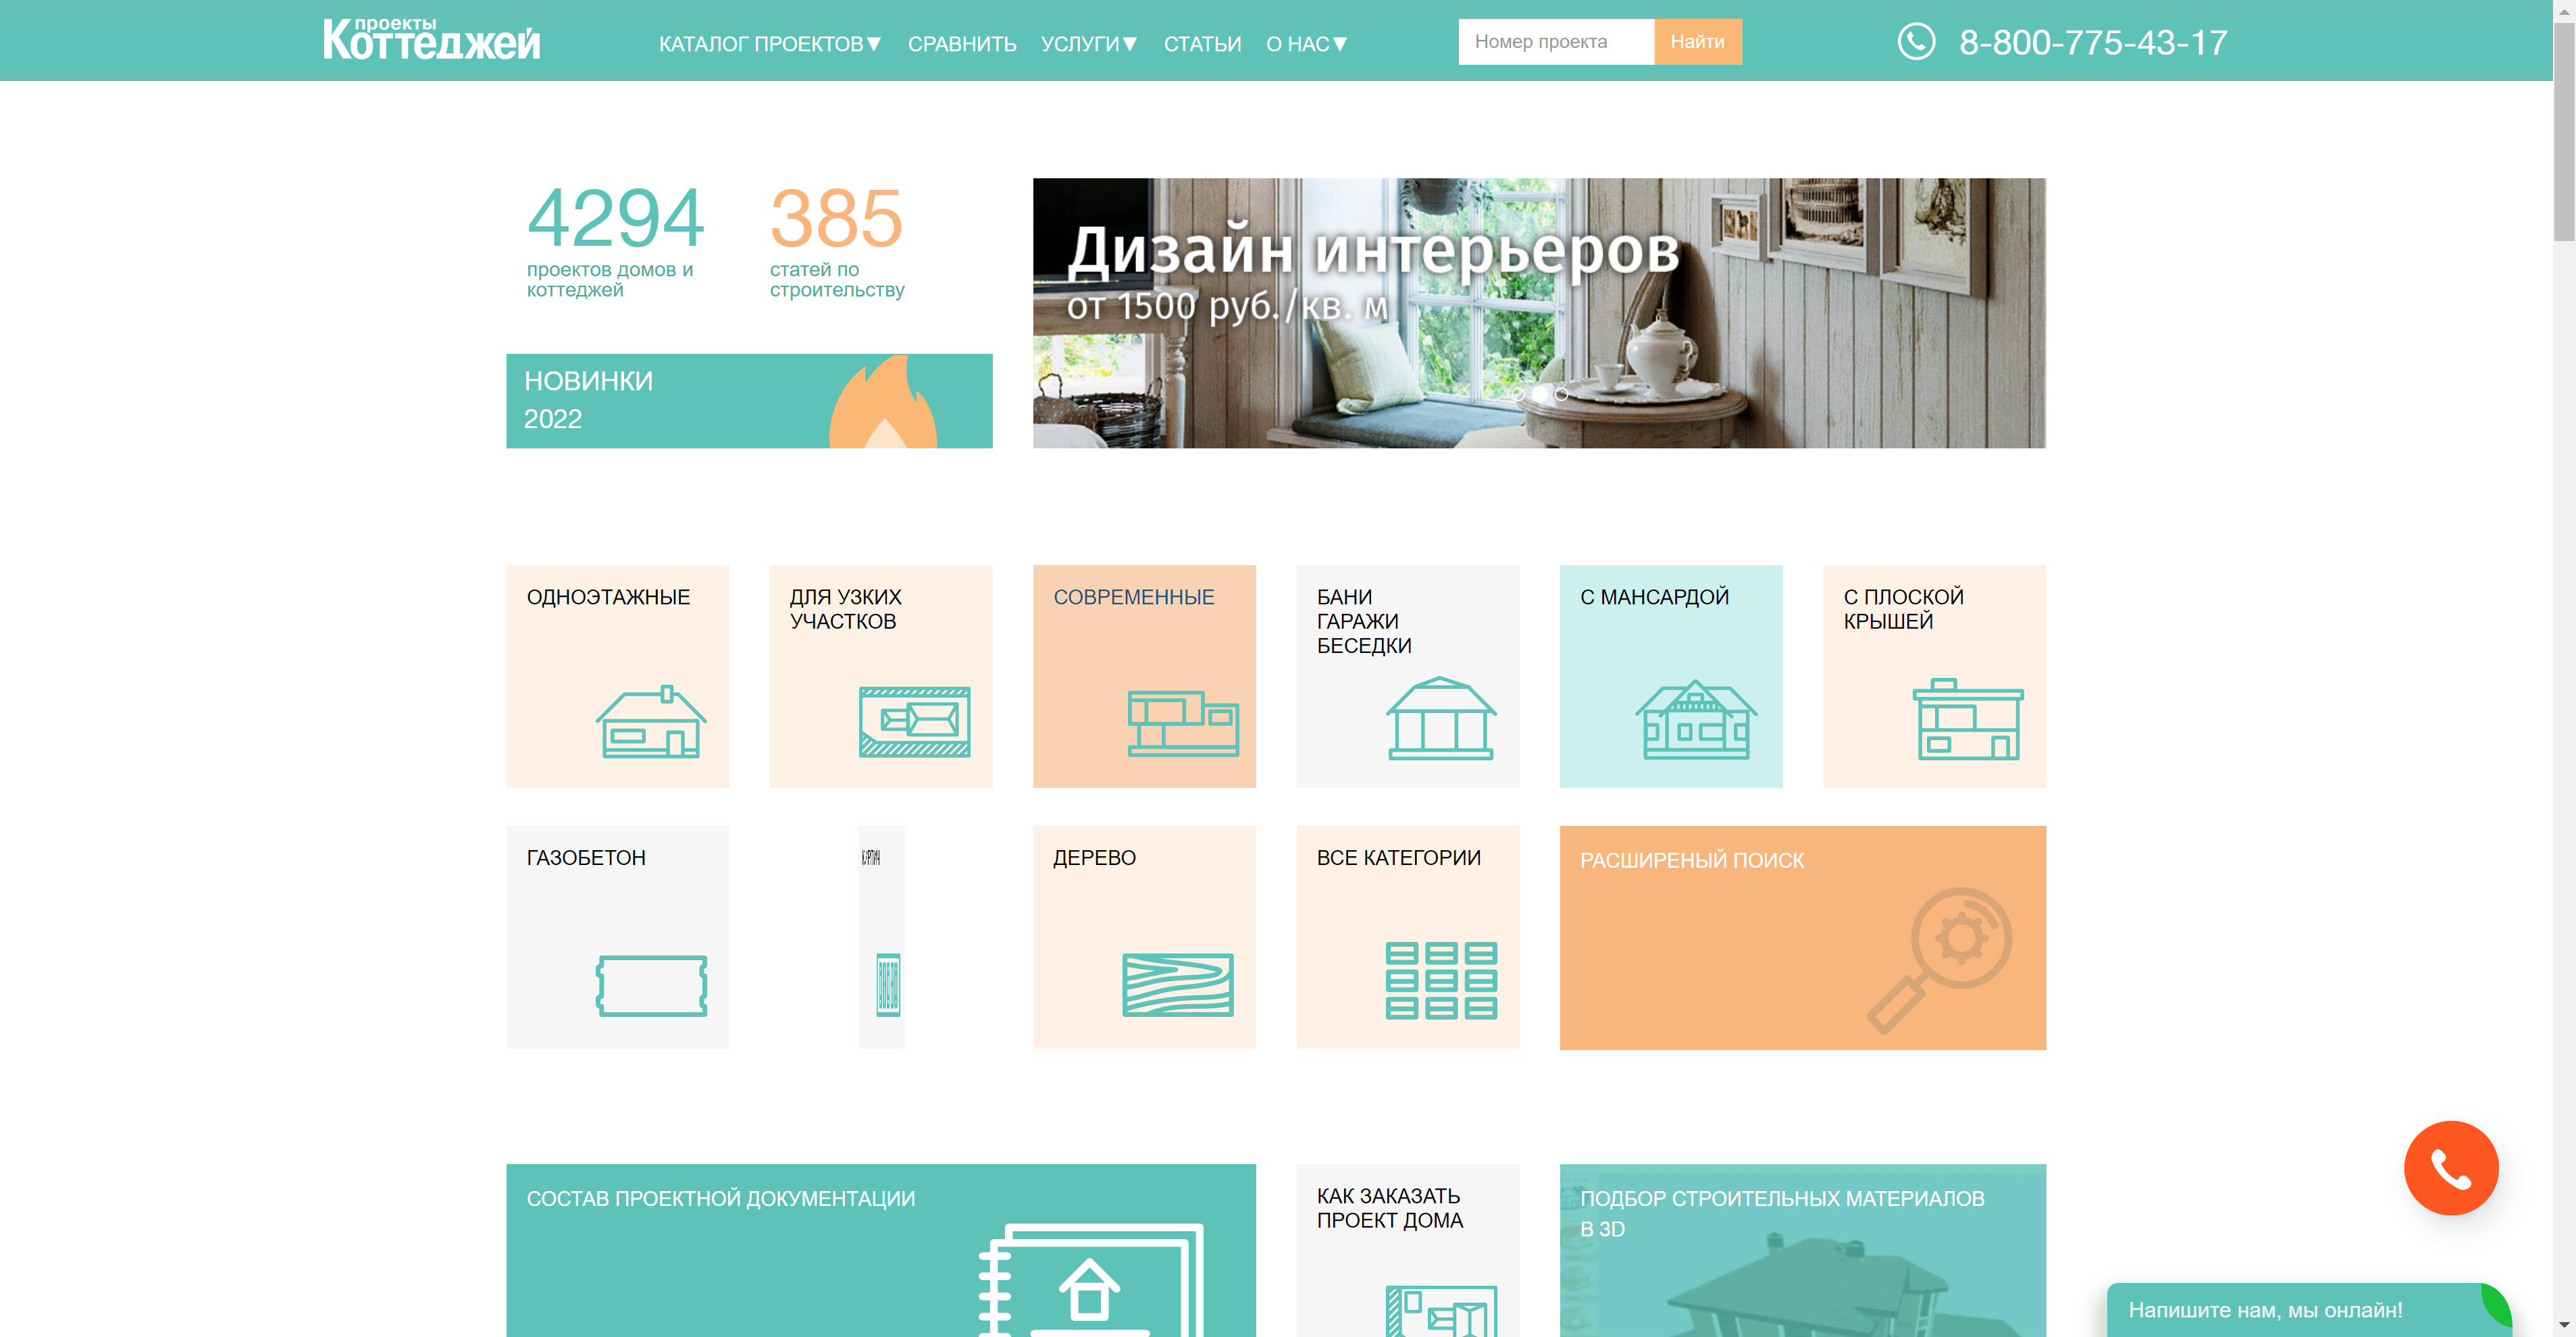 проекты
Коттеджей
КАТАЛОГ ПРОЕКТОВ▼
СРАВНИТЬ
УСЛУГИ▼
СТАТЬИ
О НАС▼
Номер проекта
Найти
8-800-775-43-17
4294
проектов домов и
коттеджей
385
статей по
строительству
Дизайн интерьеров
от 1500 руб./кв. м
НОВИНКИ
2022
ОДНОЭТАЖНЫЕ
ДЛЯ УЗКИХ
УЧАСТКОВ
СОВРЕМЕННЫЕ
БАНИ
ГАРАЖИ
БЕСЕДКИ
С МАНСАРДОЙ
С ПЛОСКОЙ
КРЫШЕЙ
ГАЗОБЕТОН
КИРПИЧ
ДЕРЕВО
ВСЕ КАТЕГОРИИ
РАСШИРЕНЫЙ ПОИСК
СОСТАВ ПРОЕКТНОЙ ДОКУМЕНТАЦИИ
КАК ЗАКАЗАТЬ
ПРОЕКТ ДОМА
ПОДБОР СТРОИТЕЛЬНЫХ МАТЕРИАЛОВ
В 3D
Напишите нам, мы онлайн!